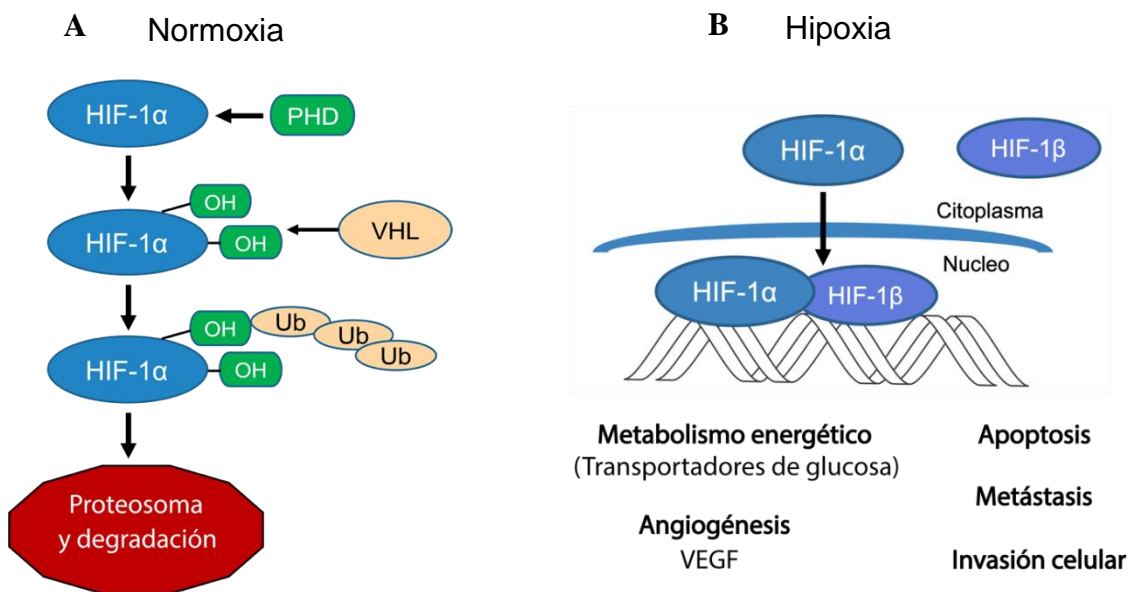 A Normoxia
HIF-1α
PHD
OH
HIF-1α
OH
VHL
OH
Ub
Ub
Ub
HIF-1α
OH
Proteosoma
y degradación
B Hipoxia
HIF-1α
HIF-1β
Citoplasma
Nucleo
HIF-1α
HIF-1β
Metabolismo energético
(Transportadores de glucosa)
Angiogénesis
VEGF
Apoptosis
Metástasis
Invasión celular